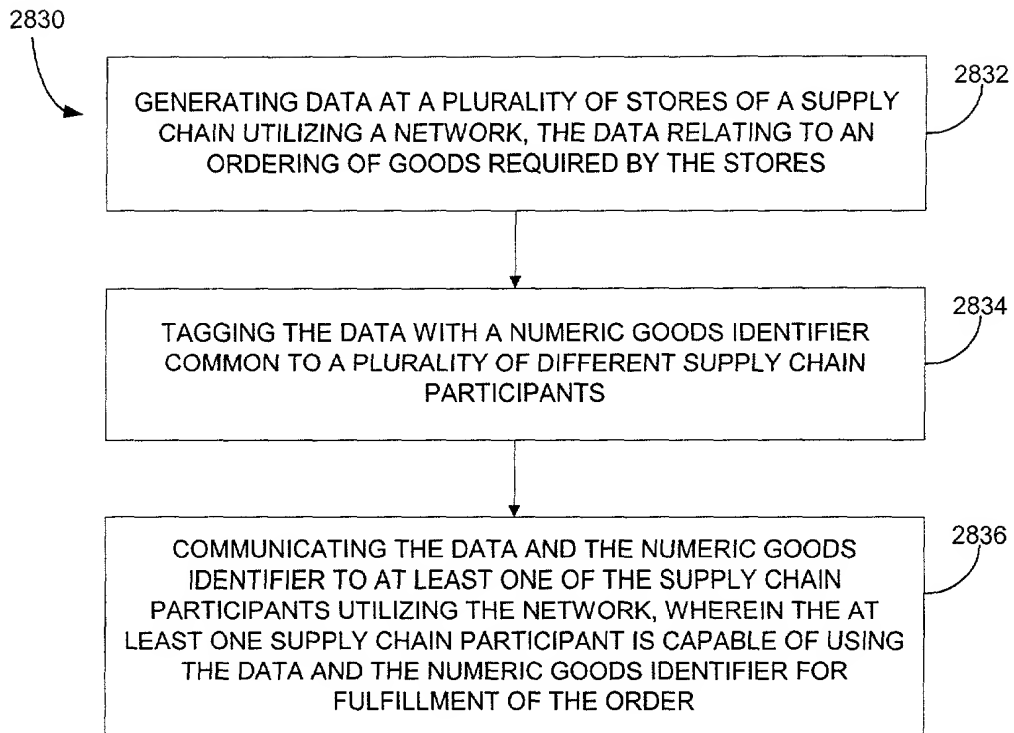 2830
2832
GENERATING DATA AT A PLURALITY OF STORES OF A SUPPLY
CHAIN UTILIZING A NETWORK, THE DATA RELATING TO AN
ORDERING OF GOODS REQUIRED BY THE STORES
2834
TAGGING THE DATA WITH A NUMERIC GOODS IDENTIFIER
COMMON TO A PLURALITY OF DIFFERENT SUPPLY CHAIN
PARTICIPANTS
2836
COMMUNICATING THE DATA AND THE NUMERIC GOODS
IDENTIFIER TO AT LEAST ONE OF THE SUPPLY CHAIN
PARTICIPANTS UTILIZING THE NETWORK, WHEREIN THE AT
LEAST ONE SUPPLY CHAIN PARTICIPANT IS CAPABLE OF USING
THE DATA AND THE NUMERIC GOODS IDENTIFIER FOR
FULFILLMENT OF THE ORDER